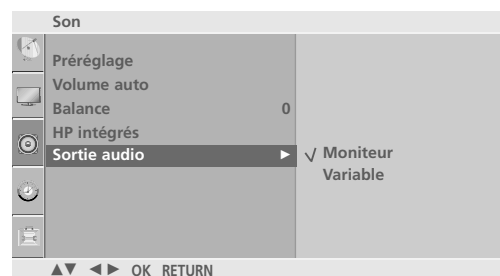 Son
Préréglage
Volume auto
Balance 0
HP intégrés
Sortie audio ►
√ Moniteur
Variable
▲▼ ◄► OK RETURN